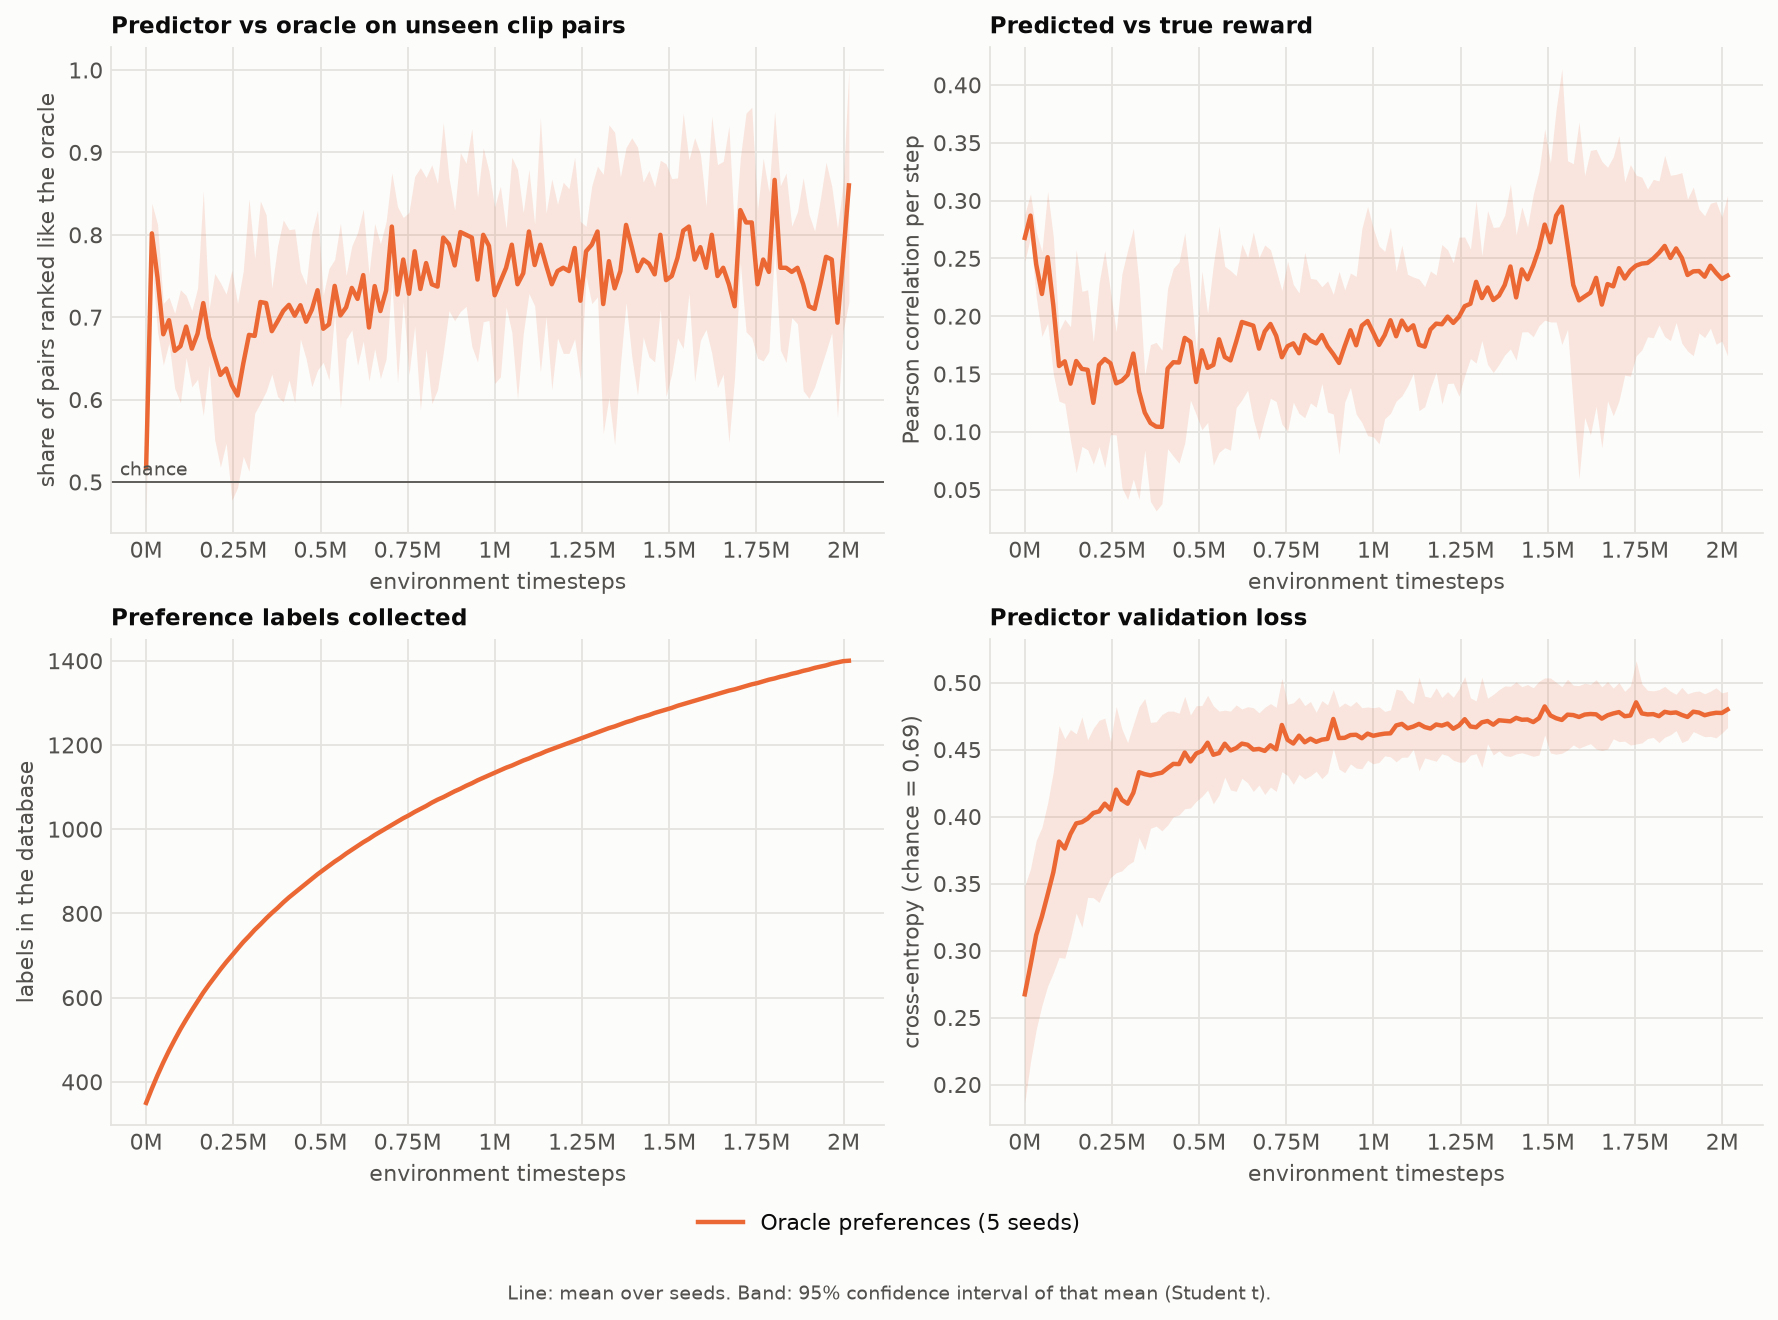 Predictor vs oracle on unseen clip pairs
share of pairs ranked like the oracle
1.0
0.9
0.8
0.7
0.6
0.5
chance
0M 0.25M 0.5M 0.75M 1M 1.25M 1.5M 1.75M 2M
environment timesteps
Predicted vs true reward
Pearson correlation per step
0.40
0.35
0.30
0.25
0.20
0.15
0.10
0.05
0M 0.25M 0.5M 0.75M 1M 1.25M 1.5M 1.75M 2M
environment timesteps
Preference labels collected
labels in the database
1400
1200
1000
800
600
400
0M 0.25M 0.5M 0.75M 1M 1.25M 1.5M 1.75M 2M
environment timesteps
Predictor validation loss
cross-entropy (chance = 0.69)
0.50
0.45
0.40
0.35
0.30
0.25
0.20
0M 0.25M 0.5M 0.75M 1M 1.25M 1.5M 1.75M 2M
environment timesteps
Oracle preferences (5 seeds)
Line: mean over seeds. Band: 95% confidence interval of that mean (Student t).